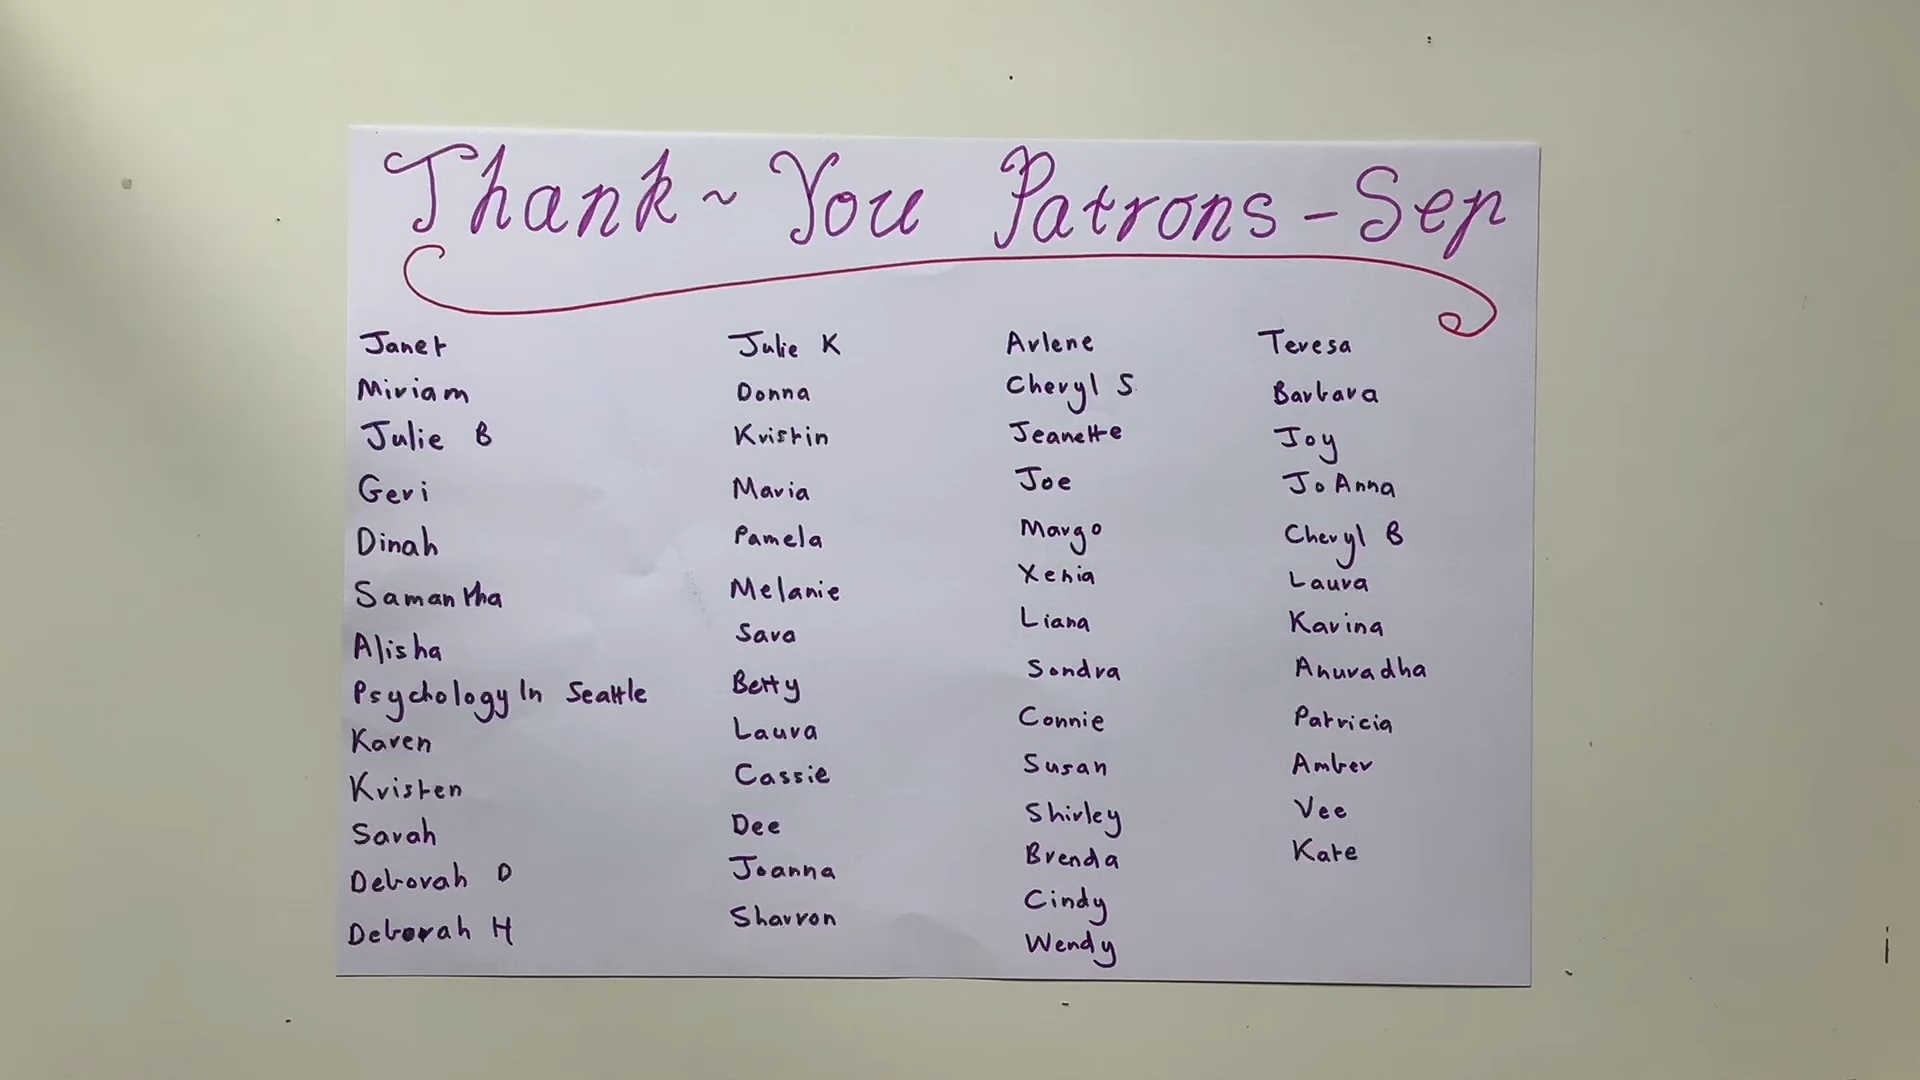 Thank~You Patrons-Sep
Janet
Miriam
Julie B
Geri
Dinah
Samantha
Alisha
Psychology In Seattle
Karen
Kristen
Sarah
Deborah D
Deborah H
Julie K
Donna
Kristin
Maria
Pamela
Melanie
Sara
Betty
Laura
Cassie
Dee
Joanna
Sharron
Arlene
Cheryl S
Jeanette
Joe
Margo
Xenia
Liana
Sondra
Connie
Susan
Shirley
Brenda
Cindy
Wendy
Teresa
Barbara
Joy
JoAnna
Cheryl B
Laura
Karina
Anuradha
Patricia
Amber
Vee
Kate